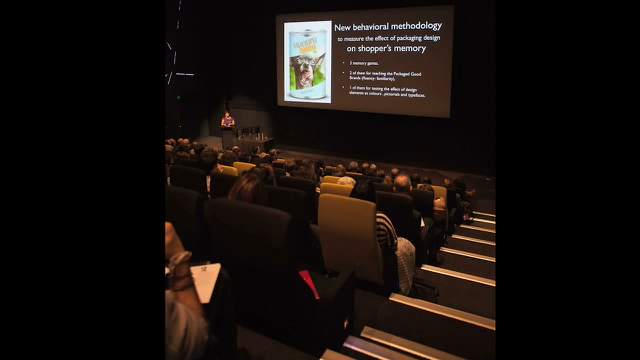 New behavioral methodology
to measure the effect of packaging design
on shopper's memory
• 3 memory games.
• 2 of them for teaching the Packaged Good
Brands (fluency- familiarity).
• 1 of them for testing the effect of design
elements as colours, pictorials and typefaces.